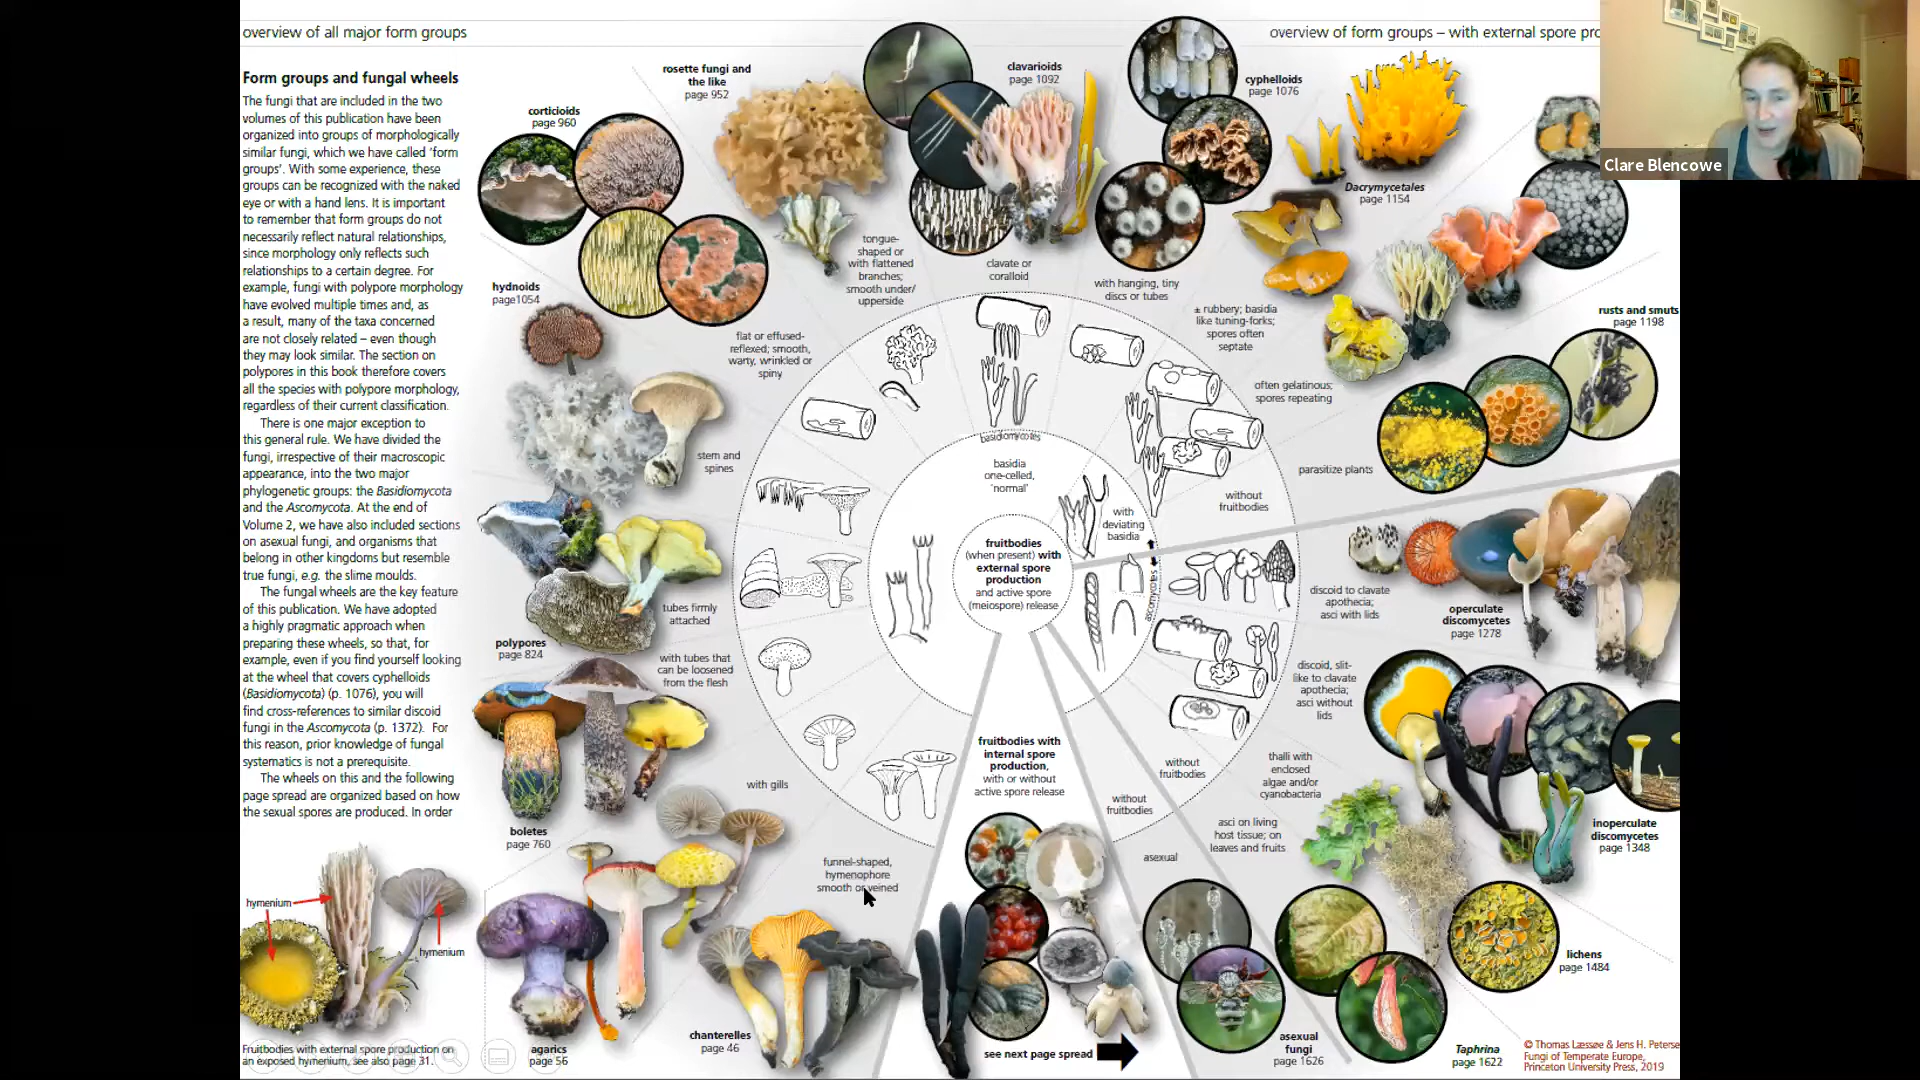 overview of all major form groups
overview of form groups – with external spore pro
Clare Blencowe
Form groups and fungal wheels
The fungi that are included in the two
volumes of this publication have been
organized into groups of morphologically
similar fungi, which we have called 'form
groups'. With some experience, these
groups can be recognized with the naked
eye or with a hand lens. It is important
to remember that form groups do not
necessarily reflect natural relationships,
since morphology only reflects such
relationships to a certain degree. For
example, fungi with polypore morphology
have evolved multiple times and, as
a result, many of the taxa concerned
are not closely related – even though
they may look similar. The section on
polypores in this book therefore covers
all the species with polypore morphology,
regardless of their current classification.
There is one major exception to
this general rule. We have divided the
fungi, irrespective of their macroscopic
appearance, into the two major
phylogenetic groups: the Basidiomycota
and the Ascomycota. At the end of
Volume 2, we have also included sections
on asexual fungi, and organisms that
belong in other kingdoms but resemble
true fungi, e.g. the slime moulds.
The fungal wheels are the key feature
of this publication. We have adopted
a highly pragmatic approach when
preparing these wheels, so that, for
example, even if you find yourself looking
at the wheel that covers cyphelloids
(Basidiomycota) (p. 1076), you will
find cross-references to similar discoid
fungi in the Ascomycota (p. 1372). For
this reason, prior knowledge of fungal
systematics is not a prerequisite.
The wheels on this and the following
page spread are organized based on how
the sexual spores are produced. In order
hymenium
hymenium
Fruitbodies with external spore production on
an exposed hymenium, see also page 31.
corticioids
page 960
rosette fungi and
the like
page 952
clavarioids
page 1092
cyphelloids
page 1076
Dacrymycetales
page 1154
rusts and smuts
page 1198
hydnoids
page1054
flat or effused-
reflexed; smooth,
warty, wrinkled or
spiny
tongue-
shaped or
with flattened
branches;
smooth under/
upperside
clavate or
coralloid
with hanging, tiny
discs or tubes
± rubbery; basidia
like tuning-forks;
spores often
septate
often gelatinous;
spores repeating
parasitize plants
without
fruitbodies
stem and
spines
polypores
page 824
tubes firmly
attached
with tubes that
can be loosened
from the flesh
boletes
page 760
with gills
agarics
page 56
funnel-shaped,
hymenophore
smooth or veined
chanterelles
page 46
basidiomycotes
basidia
one-celled,
'normal'
with
deviating
basidia
ascomycotes
fruitbodies
(when present) with
external spore
production
and active spore
(meiospore) release
fruitbodies with
internal spore
production,
with or without
active spore release
see next page spread
discoid to clavate
apothecia;
asci with lids
operculate
discomycetes
page 1278
discoid, slit-
like to clavate
apothecia;
asci without
lids
inoperculate
discomycetes
page 1348
thalli with
enclosed
algae and/or
cyanobacteria
lichens
page 1484
without
fruitbodies
asci on living
host tissue; on
leaves and fruits
Taphrina
page 1622
without
fruitbodies
asexual
asexual
fungi
page 1626
© Thomas Læssøe & Jens H. Peterse
Fungi of Temperate Europe,
Princeton University Press, 2019